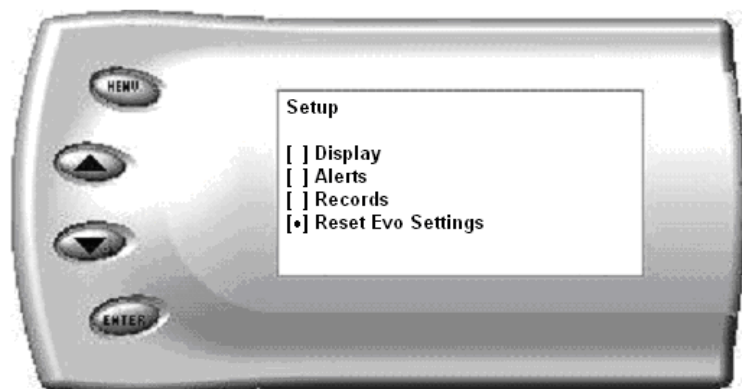 MENU
Setup
[ ] Display
[ ] Alerts
[ ] Records
[•] Reset Evo Settings
ENTER